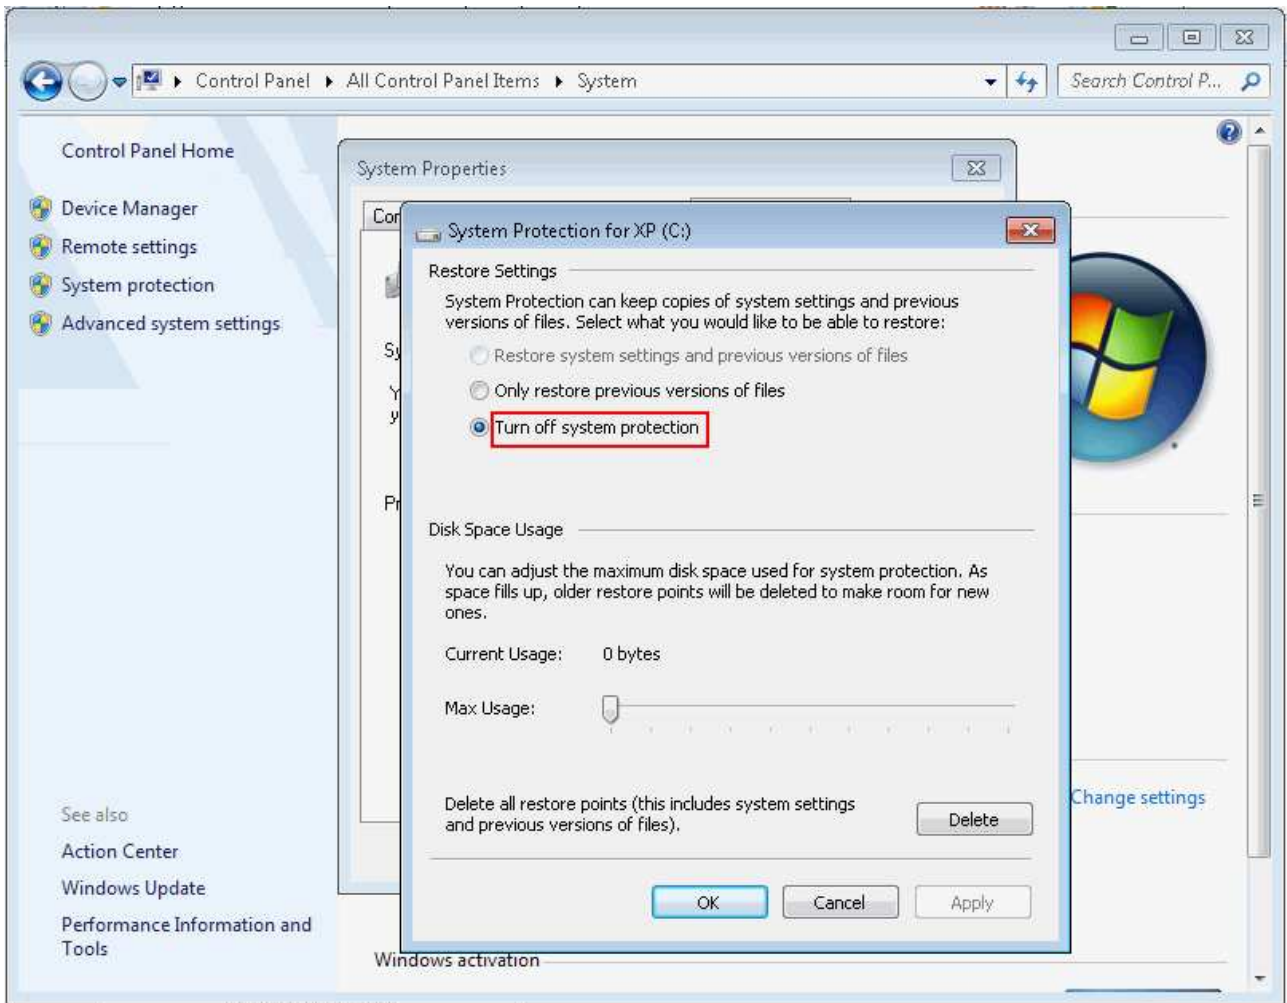 Control Panel
All Control Panel Items
System
Search Control P...
Control Panel Home
Device Manager
Remote settings
System protection
Advanced system settings
See also
Action Center
Windows Update
Performance Information and
Tools
System Properties
System Protection for XP (C:)
Restore Settings
System Protection can keep copies of system settings and previous
versions of files. Select what you would like to be able to restore:
Restore system settings and previous versions of files
Only restore previous versions of files
Turn off system protection
Disk Space Usage
You can adjust the maximum disk space used for system protection. As
space fills up, older restore points will be deleted to make room for new
ones.
Current Usage: 0 bytes
Max Usage:
Delete all restore points (this includes system settings
and previous versions of files).
Delete
OK
Cancel
Apply
Change settings
Windows activation